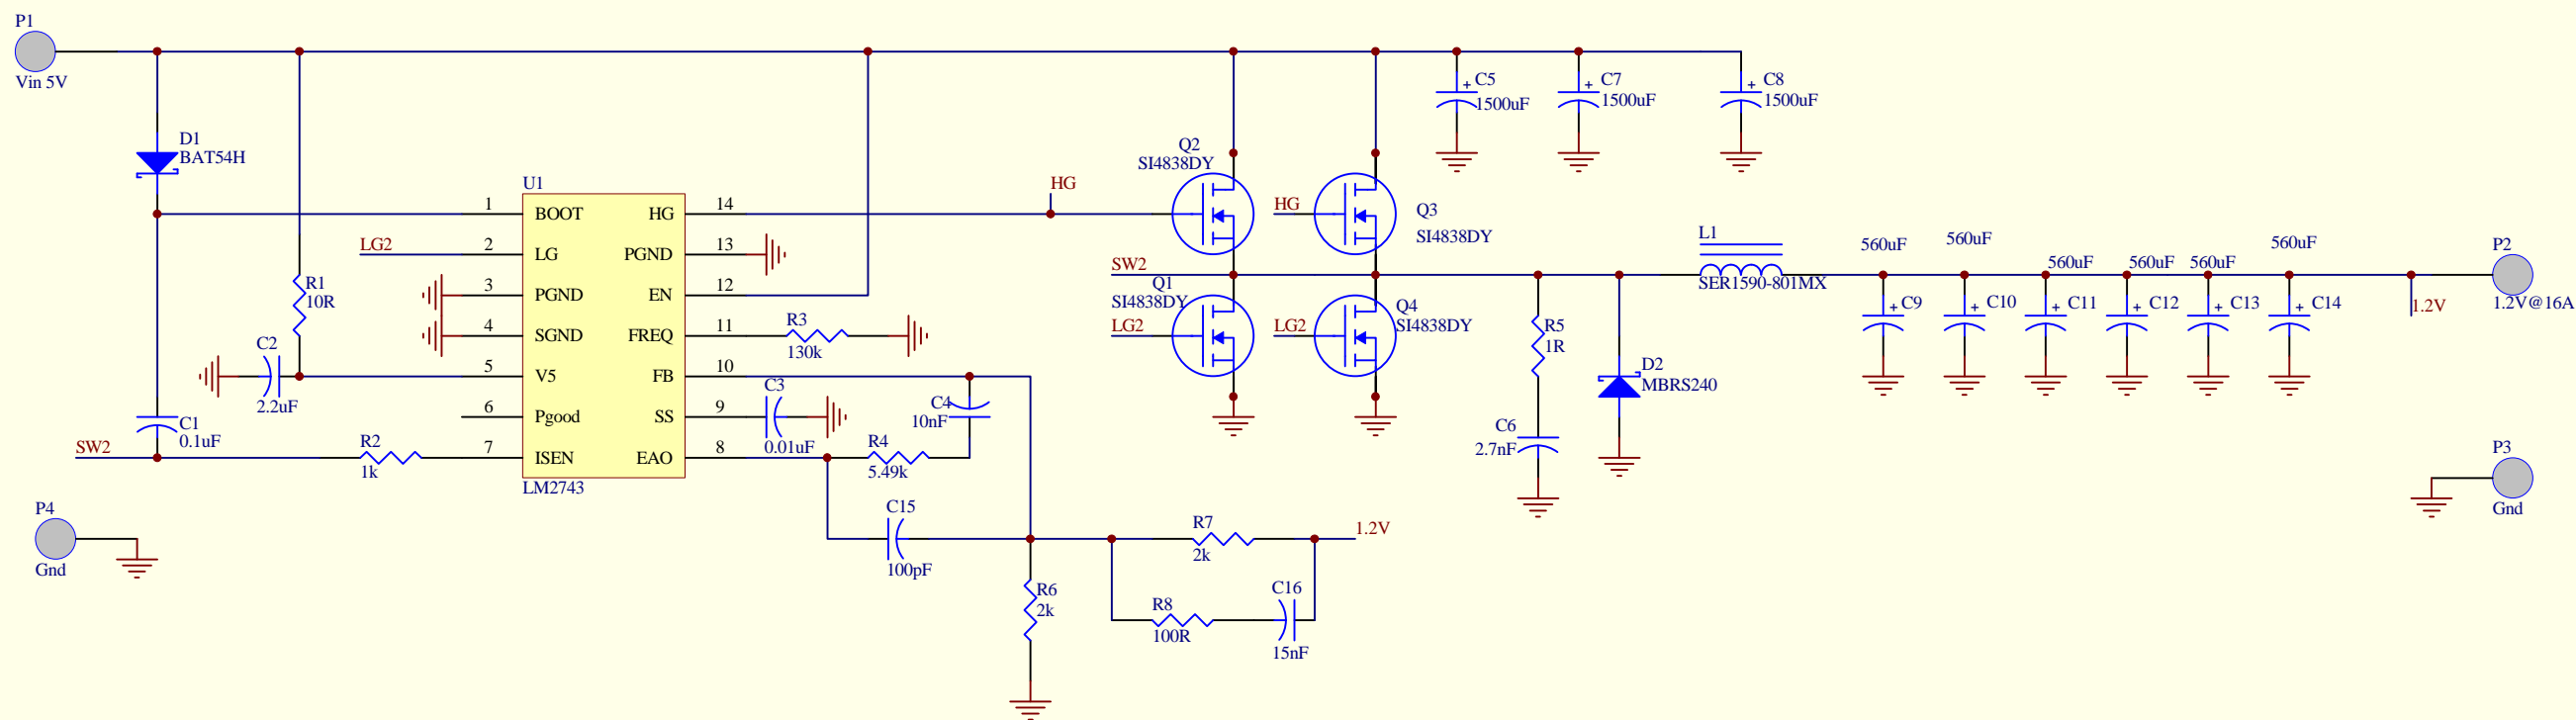 P1
Vin 5V
D1
BAT54H
LG2
R1
10R
C2
2.2uF
C1
0.1uF
SW2
R2
1k
P4
Gnd
U1
1 BOOT HG 14
2 LG PGND 13
3 PGND EN 12
4 SGND FREQ 11
5 V5 FB 10
6 Pgood SS 9
7 ISEN EAO 8
LM2743
R3
130k
C3
0.01uF
C4
10nF
R4
5.49k
C15
100pF
R6
2k
R7
2k
1.2V
R8
100R
C16
15nF
HG
Q2
SI4838DY
HG
Q3
SI4838DY
SW2
Q1
SI4838DY
LG2
LG2
Q4
SI4838DY
+ C5
1500uF
+ C7
1500uF
+ C8
1500uF
R5
1R
C6
2.7nF
D2
MBRS240
L1
SER1590-801MX
560uF
+ C9
560uF
+ C10
560uF
+ C11
560uF
+ C12
560uF
+ C13
560uF
+ C14
1.2V
P2
1.2V@16A
P3
Gnd